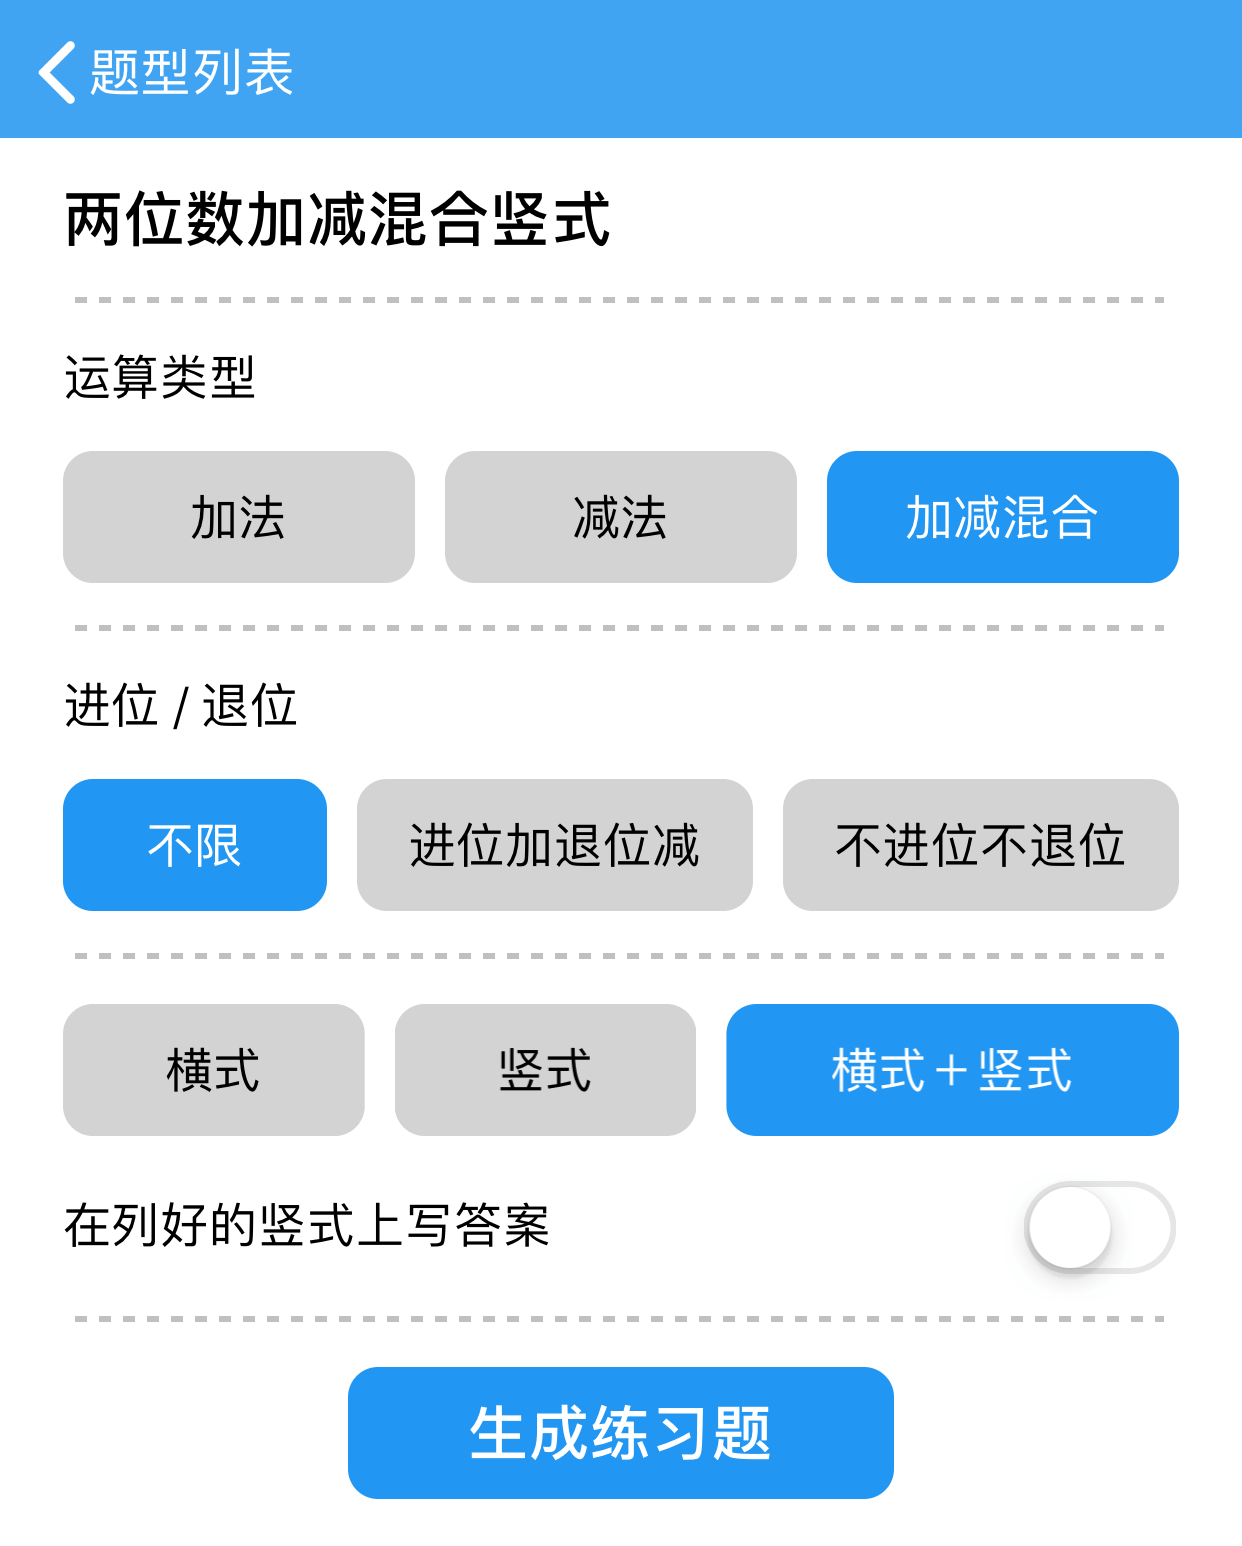 题型列表
两位数加减混合竖式
运算类型
加法 减法 加减混合
进位 / 退位
不限 进位加退位减 不进位不退位
横式 竖式 横式+竖式
在列好的竖式上写答案
生成练习题